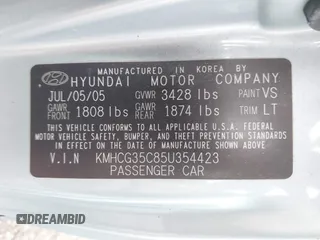 MANUFACTURED IN KOREA BY
HYUNDAI MOTOR COMPANY
JUL/05/05 GVWR 3428 lbs PAINT VS
GAWR FRONT 1808 lbs GAWR REAR 1874 lbs TRIM LT
THIS VEHICLE CONFORMS TO ALL APPLICABLE U.S. FEDERAL
MOTOR VEHICLE SAFETY, BUMPER, AND THEFT PREVENTION
STANDARDS IN EFFECT ON THE DATE OF MANUFACTURE
SHOWN ABOVE.
V.I.N KMHCG35C85U354423
PASSENGER CAR
© ODOMIRROR.COM